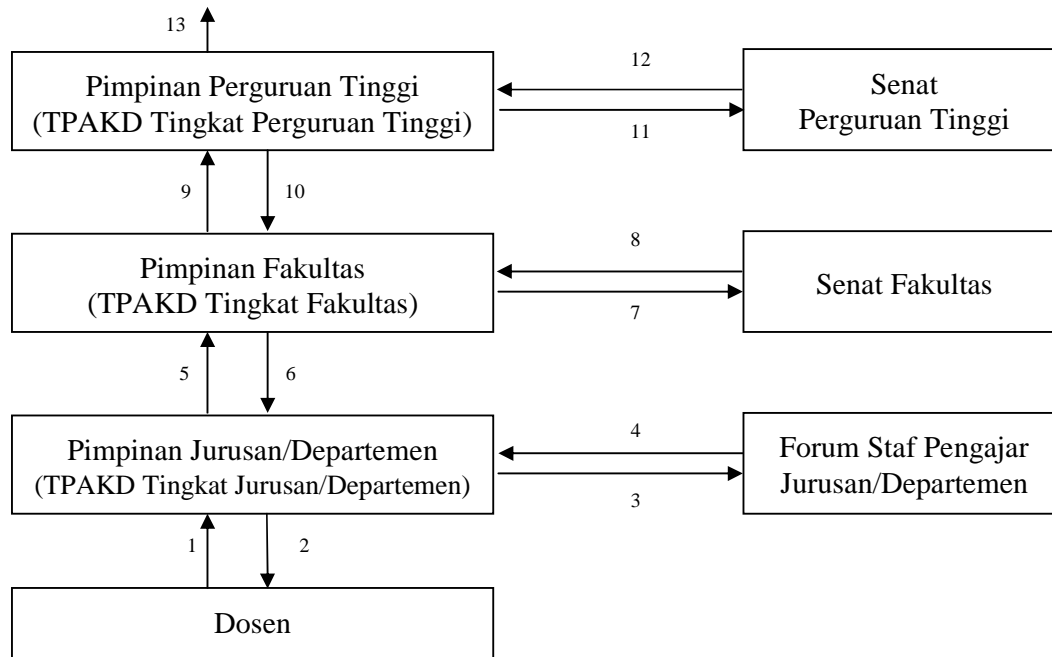 13
Pimpinan Perguruan Tinggi
(TPAKD Tingkat Perguruan Tinggi)
12
11
Senat
Perguruan Tinggi
9
10
Pimpinan Fakultas
(TPAKD Tingkat Fakultas)
8
7
Senat Fakultas
5
6
Pimpinan Jurusan/Departemen
(TPAKD Tingkat Jurusan/Departemen)
4
3
Forum Staf Pengajar
Jurusan/Departemen
1
2
Dosen